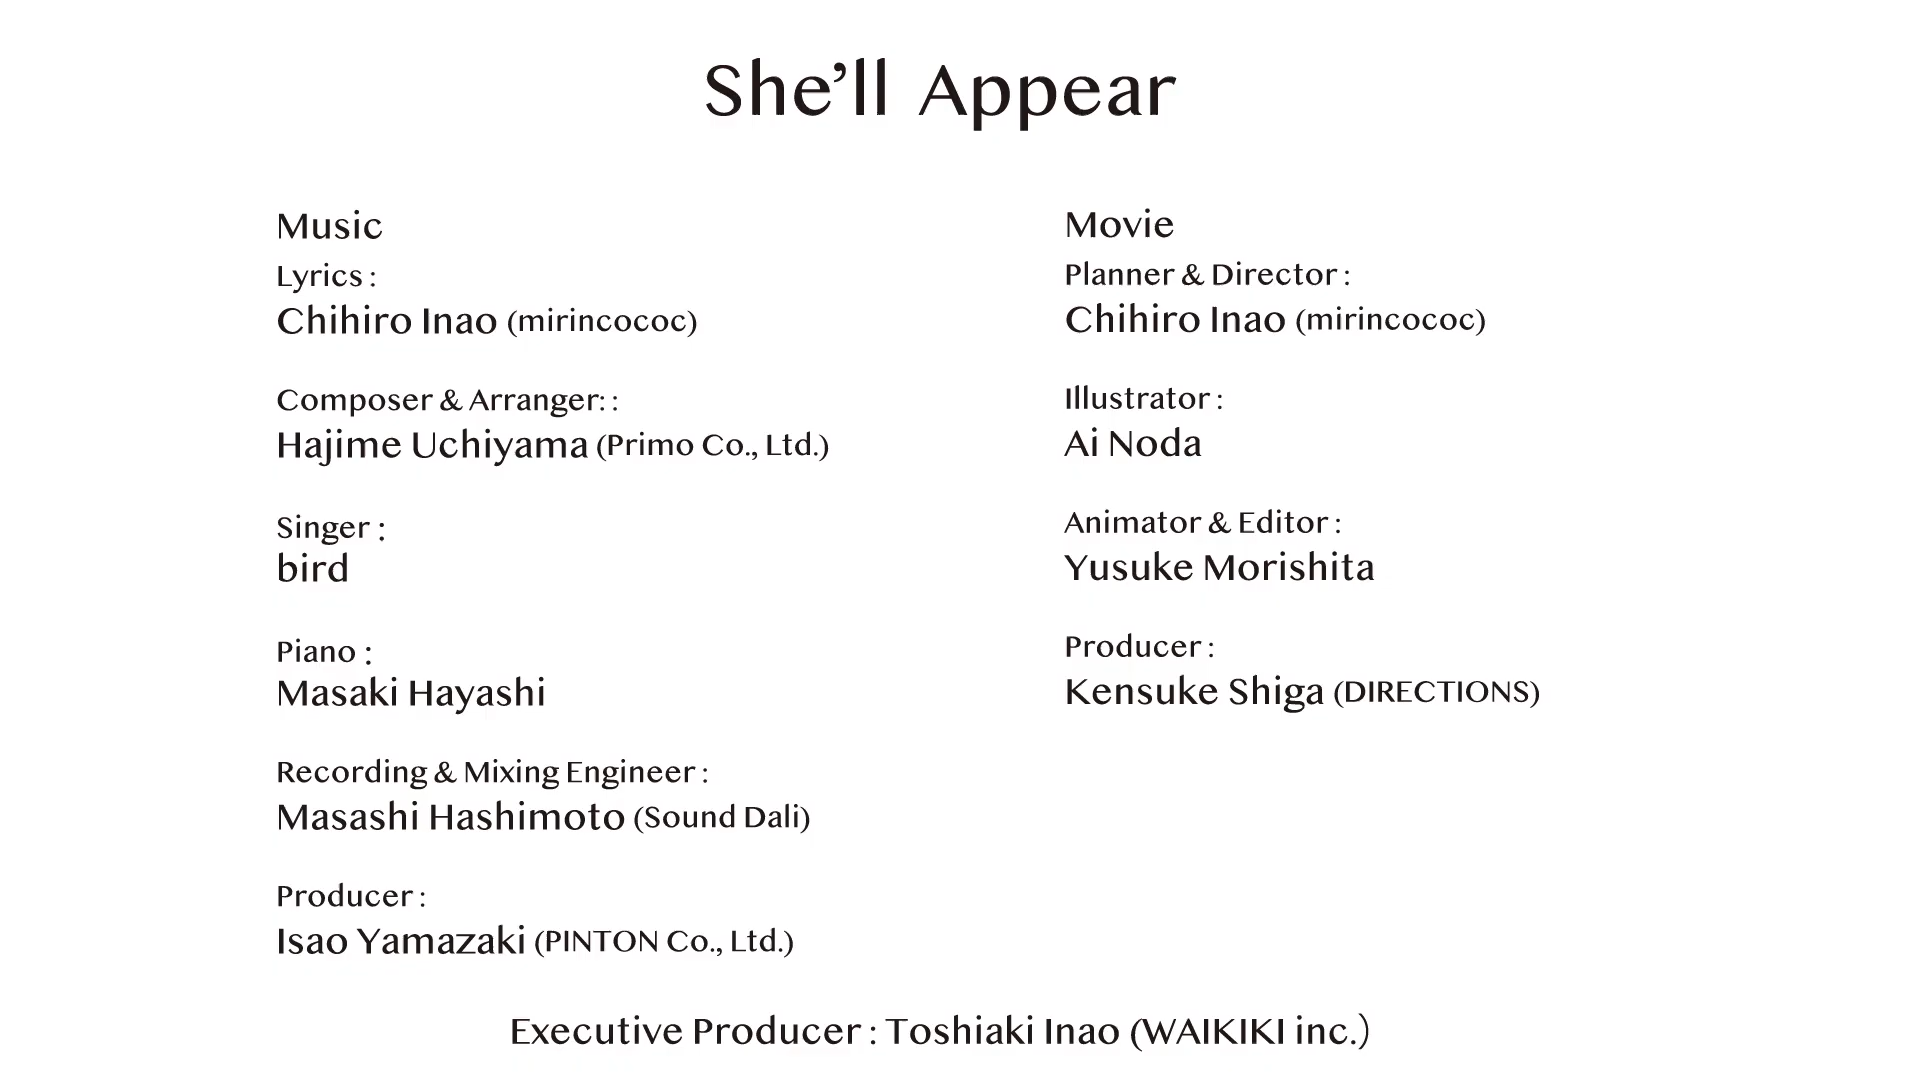 She’ll Appear
Music
Lyrics :
Chihiro Inao (mirincococ)
Composer & Arranger: :
Hajime Uchiyama (Primo Co., Ltd.)
Singer :
bird
Piano :
Masaki Hayashi
Recording & Mixing Engineer :
Masashi Hashimoto (Sound Dali)
Producer :
Isao Yamazaki (PINTON Co., Ltd.)
Movie
Planner & Director :
Chihiro Inao (mirincococ)
Illustrator :
Ai Noda
Animator & Editor :
Yusuke Morishita
Producer :
Kensuke Shiga (DIRECTIONS)
Executive Producer : Toshiaki Inao (WAIKIKI inc.)